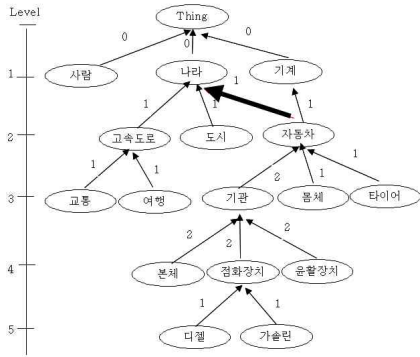 Level
Thing
0
0
0
1
사람
나라
기계
1
1
1
1
2
고속도로
도시
자동차
1
1
2
1
1
3
교통
여행
기관
몸체
타이어
2
2
2
4
본체
점화장치
윤활장치
1
1
5
디젤
가솔린